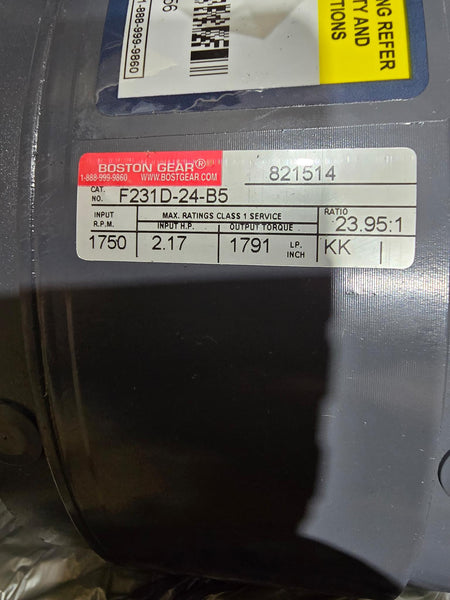 NG REFER
TY AND
TIONS
1-888-999-9860
56
BOSTON GEAR®
1-888-999-9860 WWW.BOSTGEAR.COM
821514
CAT. NO. F231D-24-B5
INPUT R.P.M.
MAX. RATINGS CLASS 1 SERVICE
INPUT H.P. OUTPUT TORQUE
RATIO
23.95:1
1750 2.17 1791 LP. INCH KK |